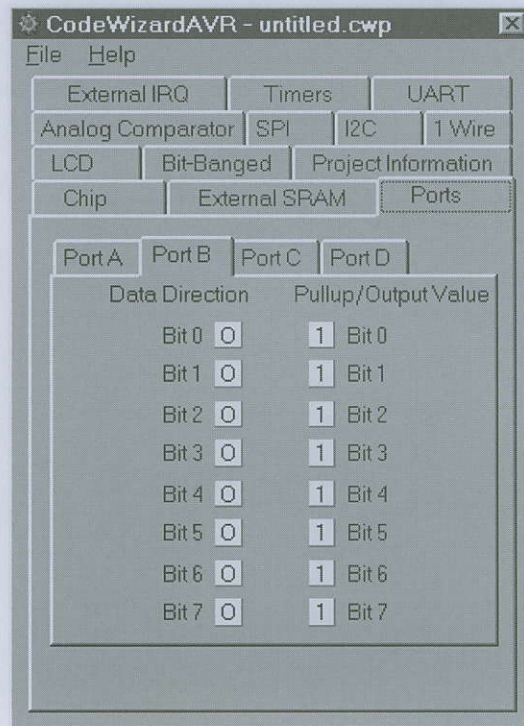 CodeWizardAVR - untitled.cwp
File Help
External IRQ Timers UART
Analog Comparator SPI I2C 1 Wire
LCD Bit-Banged Project Information
Chip External SRAM Ports
Port A Port B Port C Port D
Data Direction Pullup/Output Value
Bit 0 O 1 Bit 0
Bit 1 O 1 Bit 1
Bit 2 O 1 Bit 2
Bit 3 O 1 Bit 3
Bit 4 O 1 Bit 4
Bit 5 O 1 Bit 5
Bit 6 O 1 Bit 6
Bit 7 O 1 Bit 7